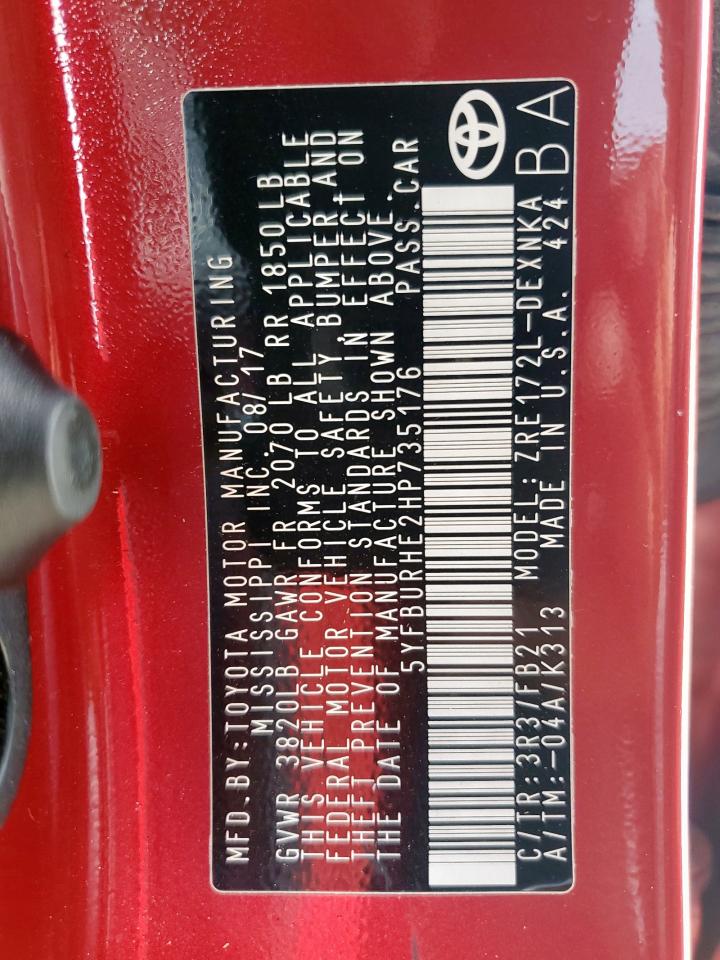 MFD.BY:TOYOTA MOTOR MANUFACTURING
MISSISSIPPI INC. 08/17
GVWR 3820LB GAWR FR 2070 LB RR 1850 LB
THIS VEHICLE CONFORMS TO ALL APPLICABLE
FEDERAL MOTOR VEHICLE SAFETY, BUMPER, AND
THEFT PREVENTION STANDARDS IN EFFECT ON
THE DATE OF MANUFACTURE SHOWN ABOVE.
5YFBURHE2HP735176 PASS.CAR
C/TR:3R3/FB21 MODEL:ZRE172L-DEXNKA
A/TM:-04A/K313 MADE IN U.S.A. 424
BA